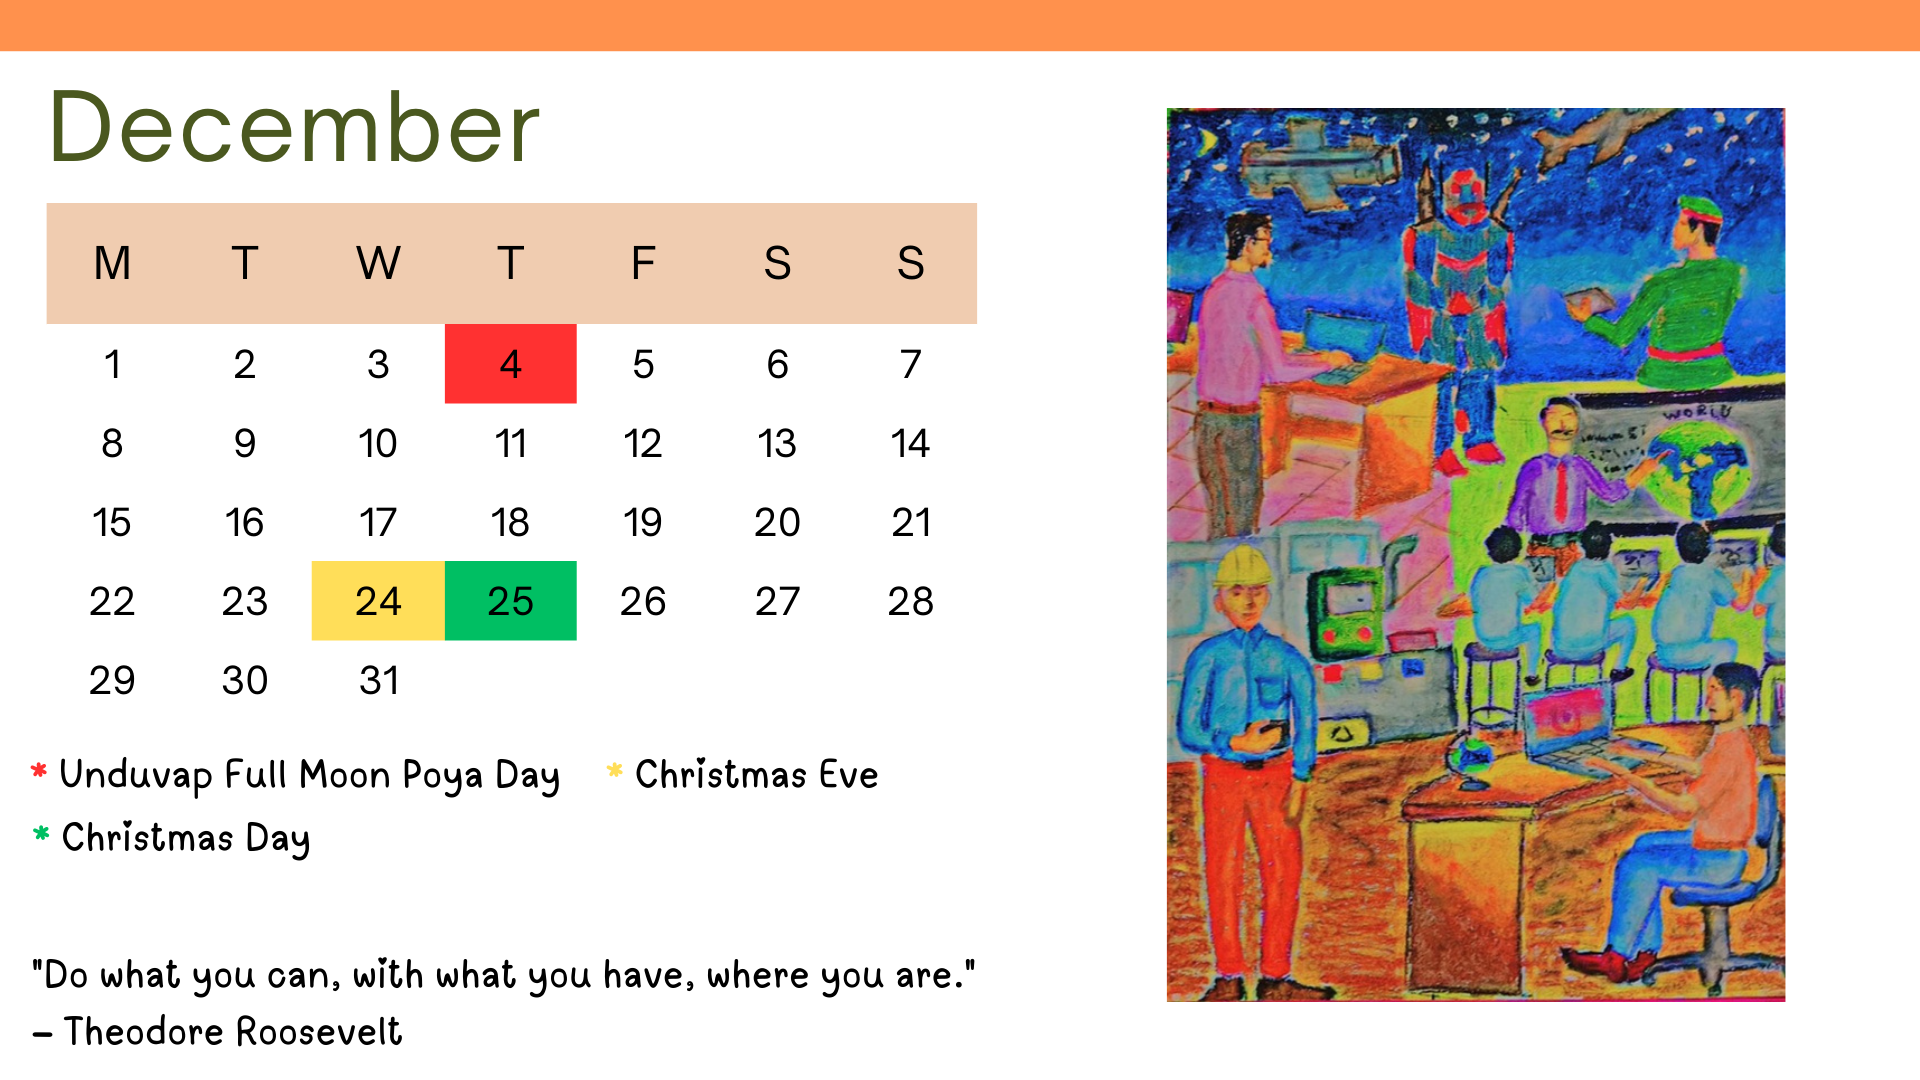 December
M T W T F S S
1 2 3 4 5 6 7
8 9 10 11 12 13 14
15 16 17 18 19 20 21
22 23 24 25 26 27 28
29 30 31
* Unduvap Full Moon Poya Day * Christmas Eve
* Christmas Day
"Do what you can, with what you have, where you are."
– Theodore Roosevelt
WORLD